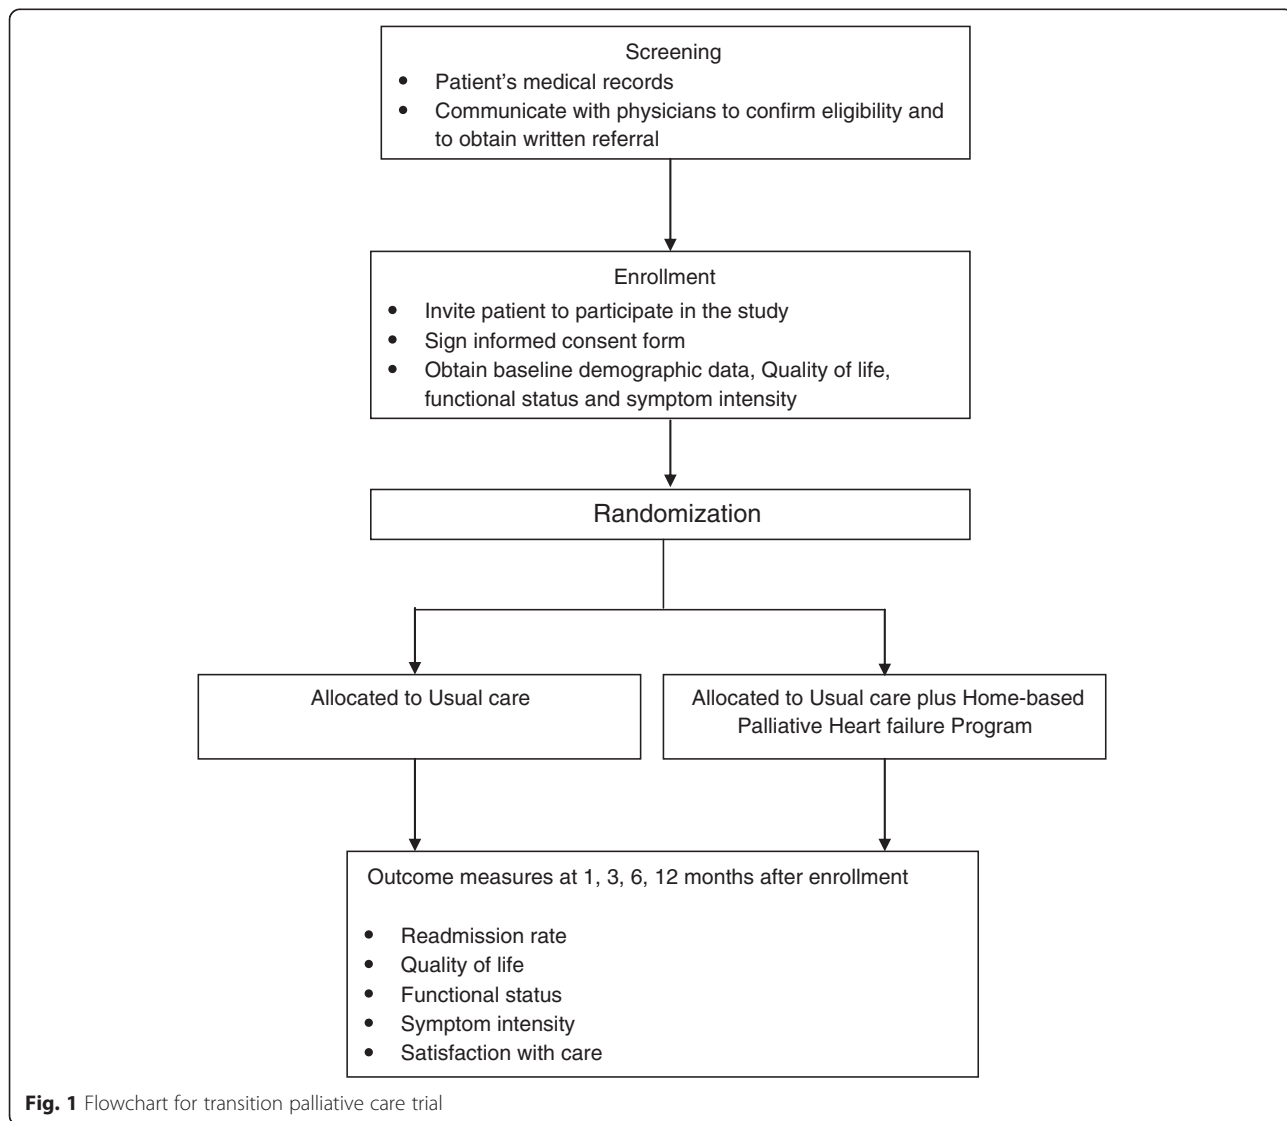 Screening
• Patient's medical records
• Communicate with physicians to confirm eligibility and
to obtain written referral
Enrollment
• Invite patient to participate in the study
• Sign informed consent form
• Obtain baseline demographic data, Quality of life,
functional status and symptom intensity
Randomization
Allocated to Usual care
Allocated to Usual care plus Home-based
Palliative Heart failure Program
Outcome measures at 1, 3, 6, 12 months after enrollment
• Readmission rate
• Quality of life
• Functional status
• Symptom intensity
• Satisfaction with care
Fig. 1 Flowchart for transition palliative care trial